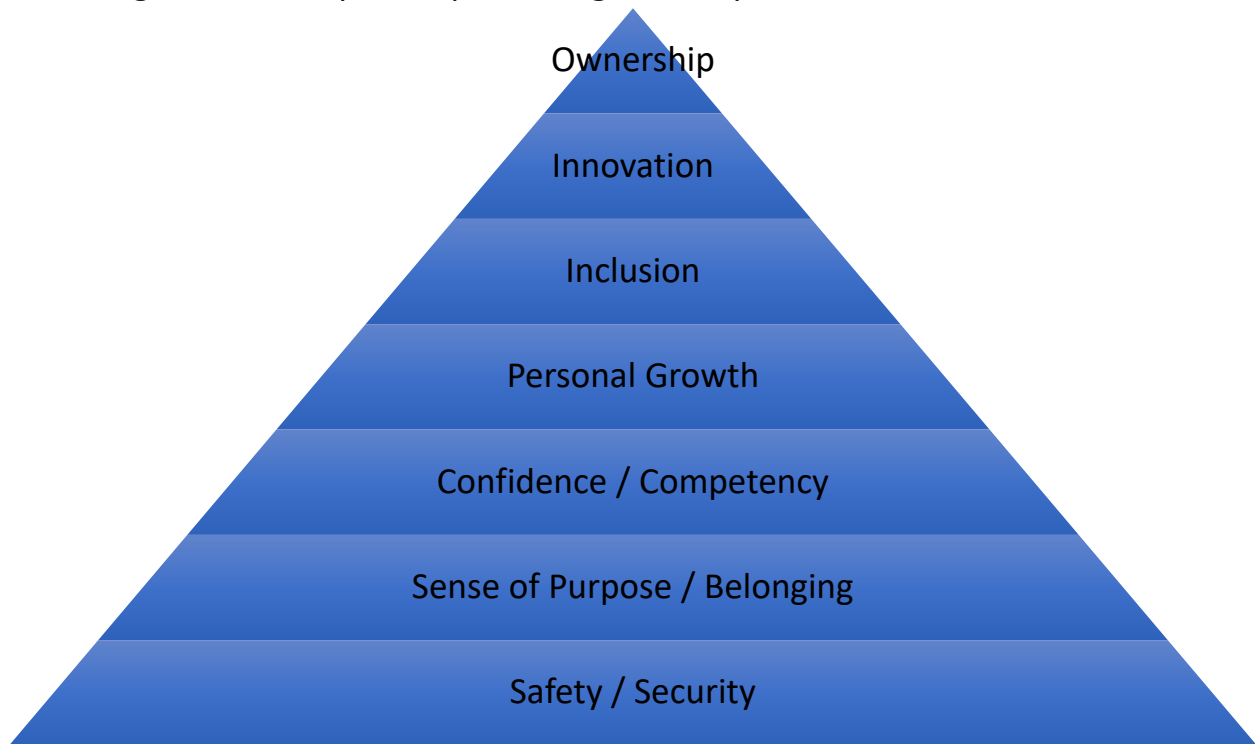 Ownership
Innovation
Inclusion
Personal Growth
Confidence / Competency
Sense of Purpose / Belonging
Safety / Security